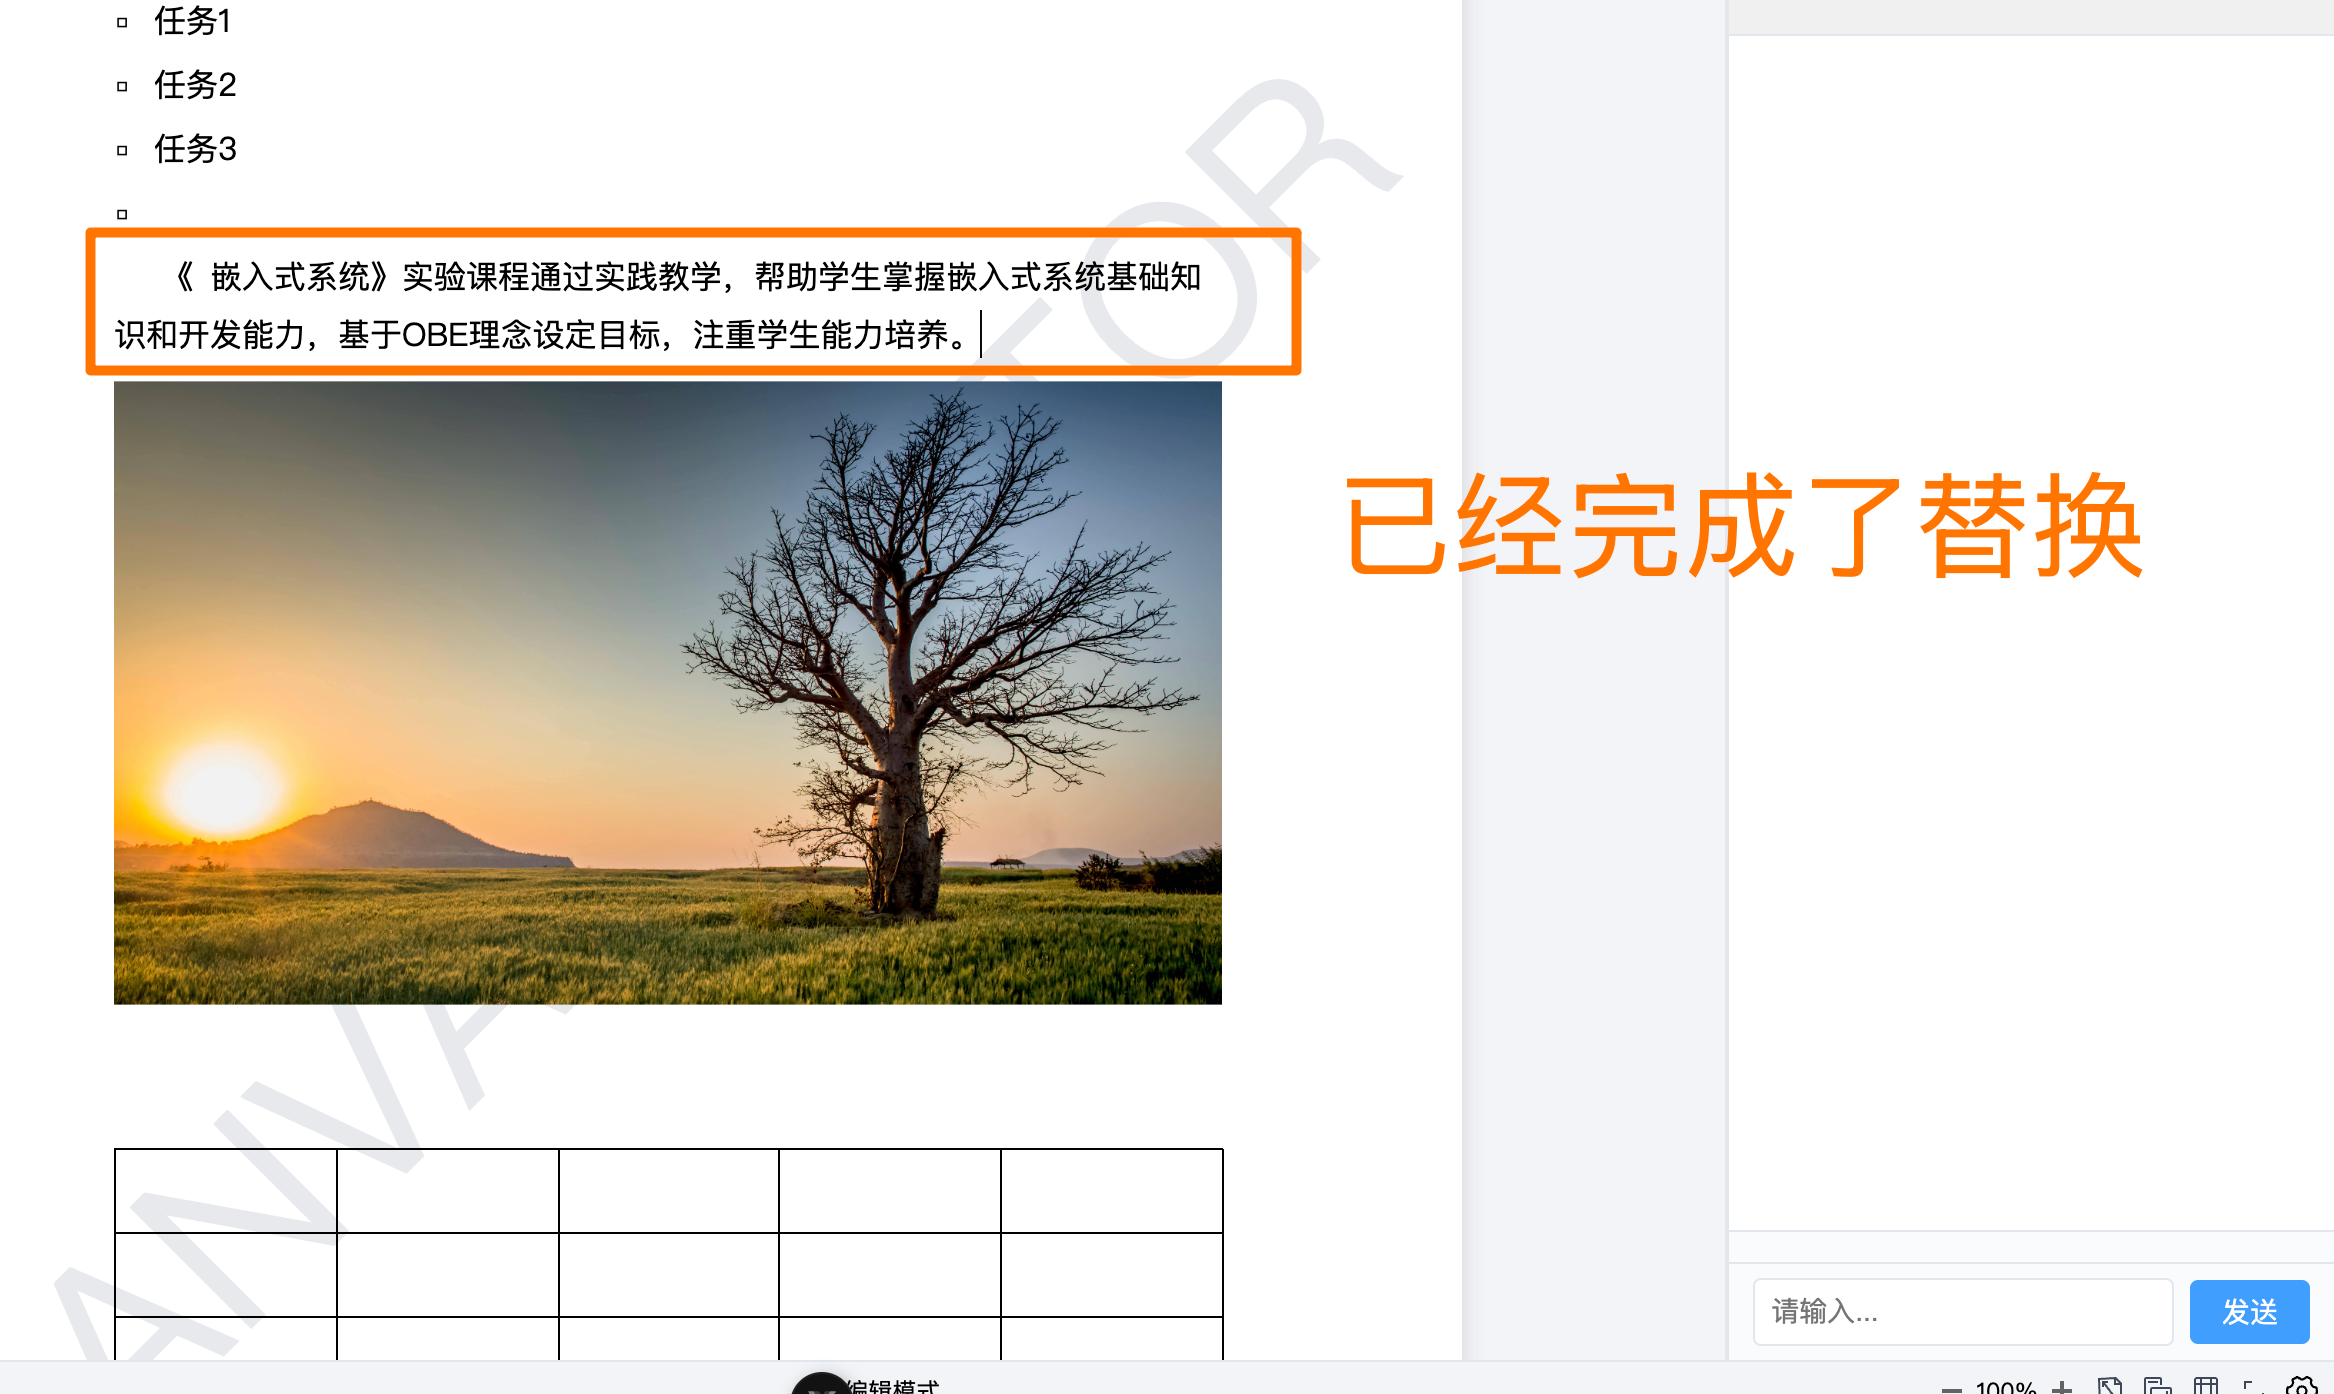 任务1
任务2
任务3
《 嵌入式系统》实验课程通过实践教学，帮助学生掌握嵌入式系统基础知
识和开发能力，基于OBE理念设定目标，注重学生能力培养。
已经完成了替换
ANVA
TOR
请输入...
发送
编辑模式
100%